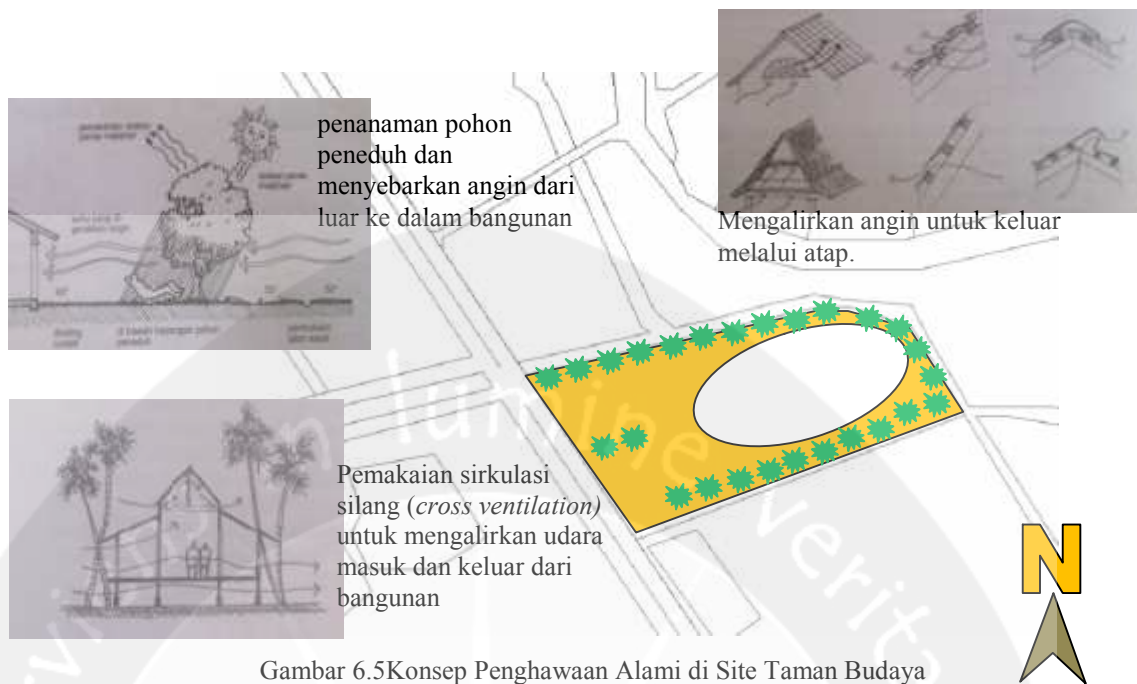 penanaman pohon
peneduh dan
menyebarkan angin dari
luar ke dalam bangunan
Mengalirkan angin untuk keluar
melalui atap.
Pemakaian sirkulasi
silang (cross ventilation)
untuk mengalirkan udara
masuk dan keluar dari
bangunan
N
Gambar 6.5Konsep Penghawaan Alami di Site Taman Budaya
lumine